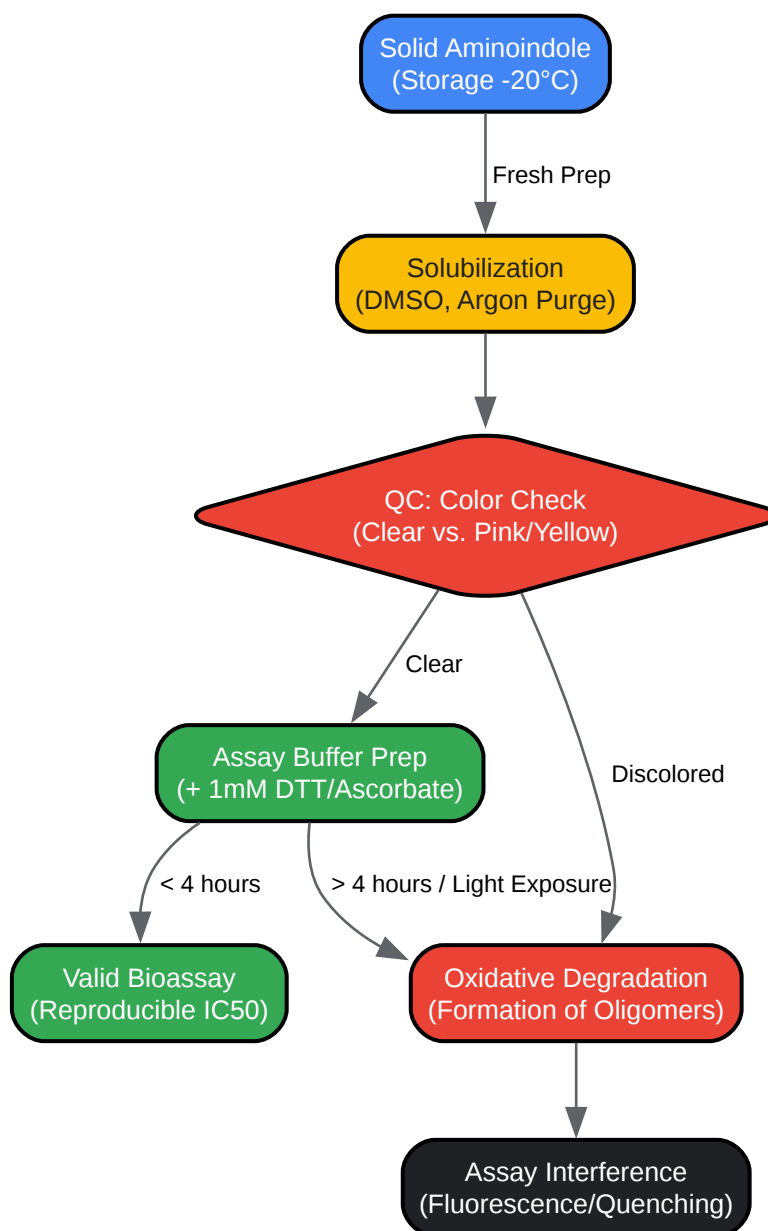 Solid Aminoindole
(Storage -20°C)
Fresh Prep
Solubilization
(DMSO, Argon Purge)
QC: Color Check
(Clear vs. Pink/Yellow)
Clear
Discolored
Assay Buffer Prep
(+ 1mM DTT/Ascorbate)
< 4 hours
> 4 hours / Light Exposure
Valid Bioassay
(Reproducible IC50)
Oxidative Degradation
(Formation of Oligomers)
Assay Interference
(Fluorescence/Quenching)